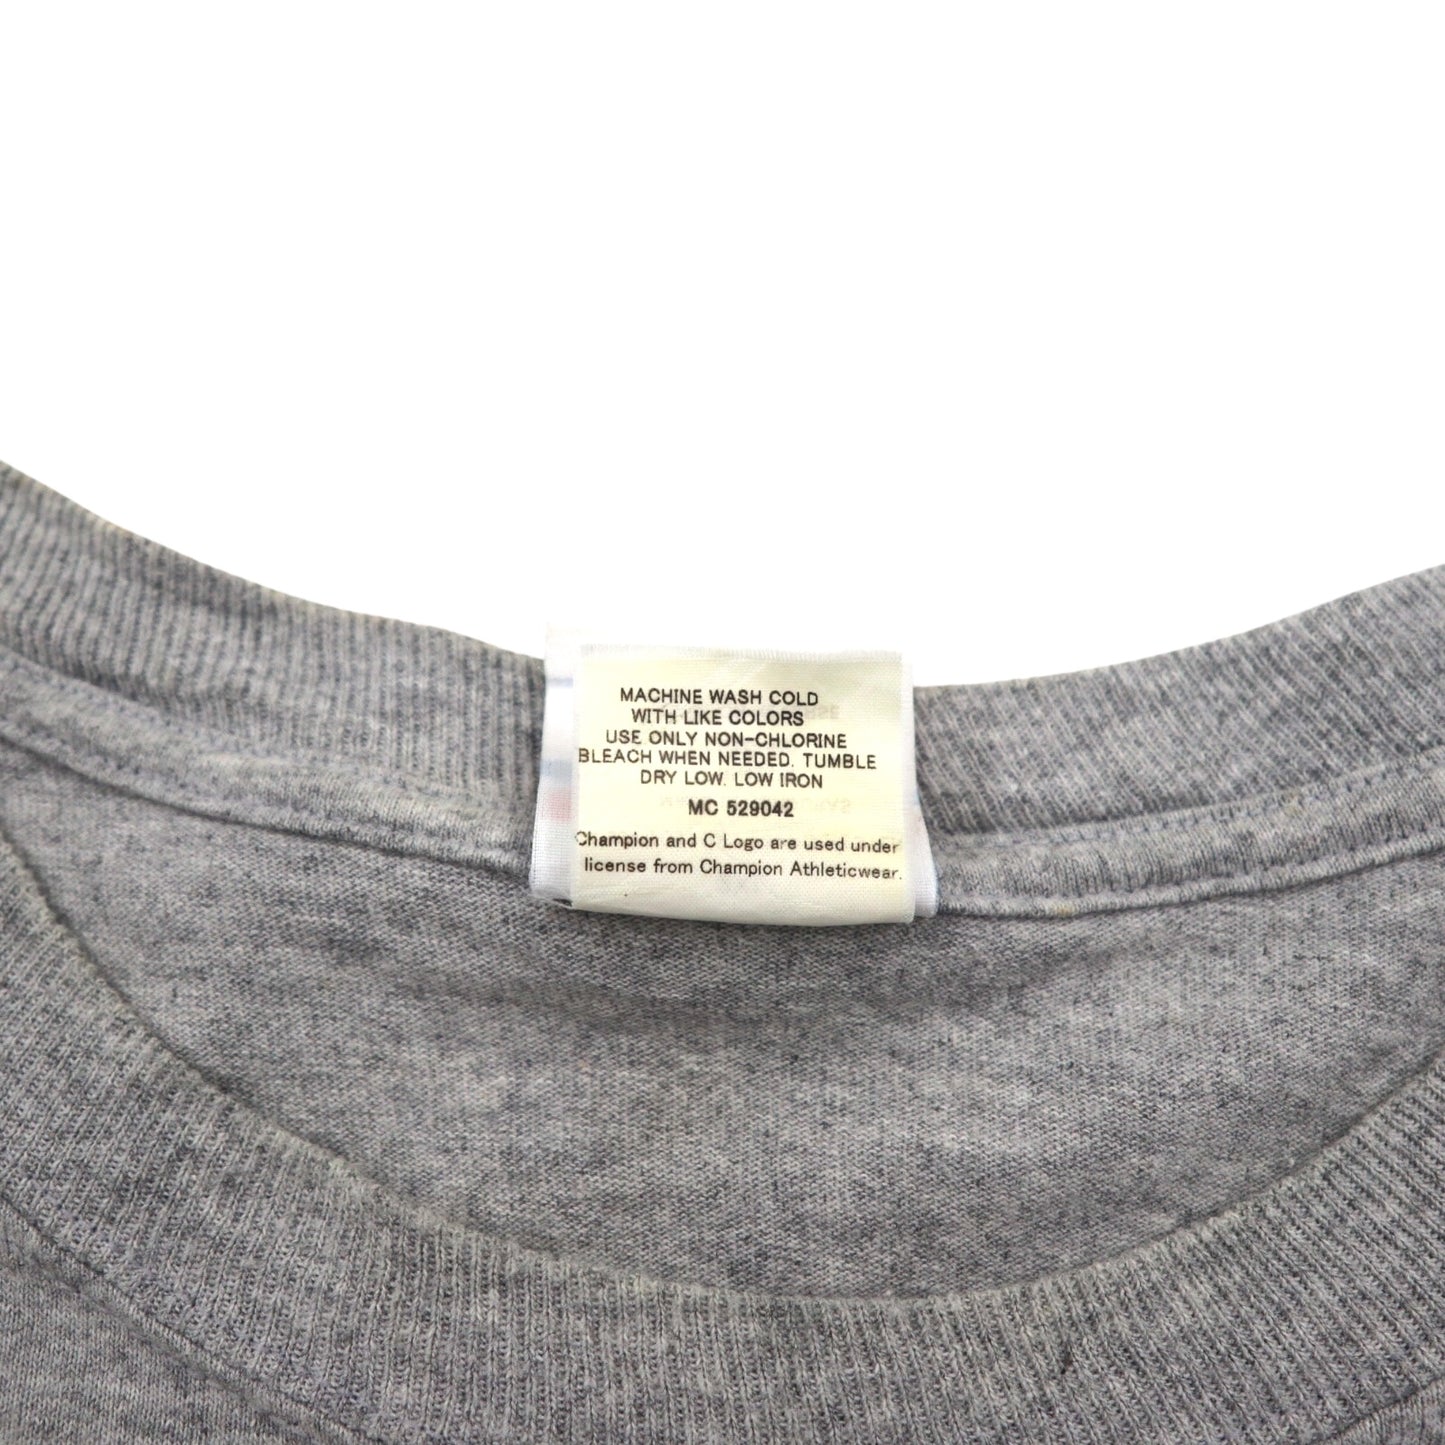 MACHINE WASH COLD
WITH LIKE COLORS
USE ONLY NON-CHLORINE
BLEACH WHEN NEEDED. TUMBLE
DRY LOW. LOW IRON
MC 529042
Champion and C Logo are used under
license from Champion Athleticwear.